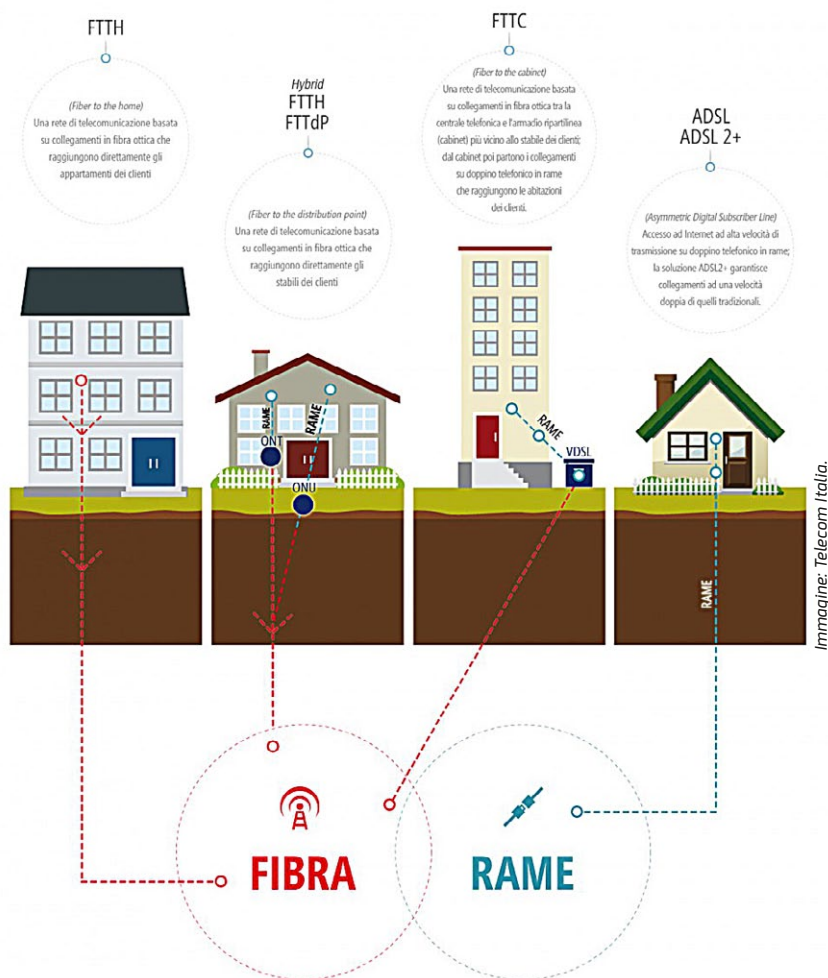 FTTH
(Fiber to the home)
Una rete di telecomunicazione basata
su collegamenti in fibra ottica che
raggiungono direttamente gli
appartamenti dei clienti
Hybrid
FTTH
FTTdP
(Fiber to the distribution point)
Una rete di telecomunicazione basata
su collegamenti in fibra ottica che
raggiungono direttamente gli
stabili dei clienti
FTTC
(Fiber to the cabinet)
Una rete di telecomunicazione basata
su collegamenti in fibra ottica tra la
centrale telefonica e l'armadio ripartilinea
(cabinet) più vicino allo stabile dei clienti;
dal cabinet poi partono i collegamenti
su doppino telefonico in rame
che raggiungono le abitazioni
dei clienti.
ADSL
ADSL 2+
(Asymmetric Digital Subscriber Line)
Accesso ad Internet ad alta velocità di
trasmissione su doppino telefonico in rame;
la soluzione ADSL2+ garantisce
collegamenti ad una velocità
doppia di quelli tradizionali.
RAME
RAME
ONT
ONU
RAME
VDSL
RAME
Immagine: Telecom Italia.
FIBRA
RAME